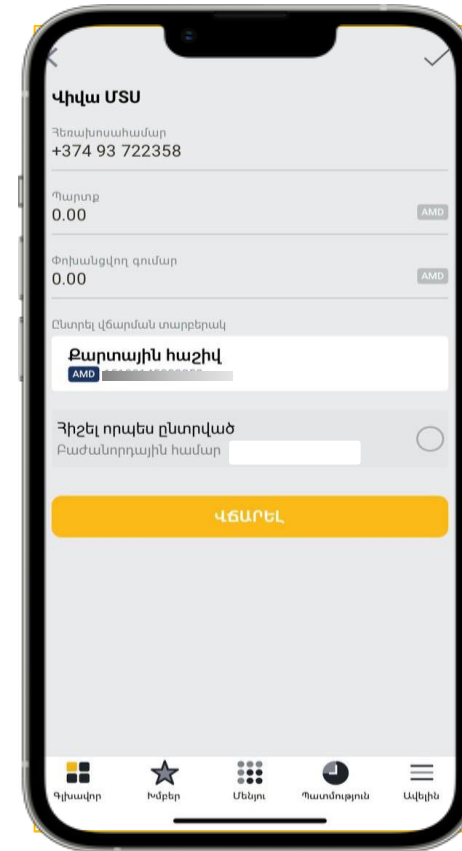 Վիվա ՄՏՍ
Հեռախոսահամար
+374 93 722358
Պարտք
0.00 AMD
Փոխանցվող գումար
0.00 AMD
Ընտրել վճարման տարբերակ
Քարտային հաշիվ
AMD
Հիշել որպես ընտրված
Բաժանորդային համար
ՎՃԱՐԵԼ
Գլխավոր Խմբեր Մենյու Պատմություն Ավելին